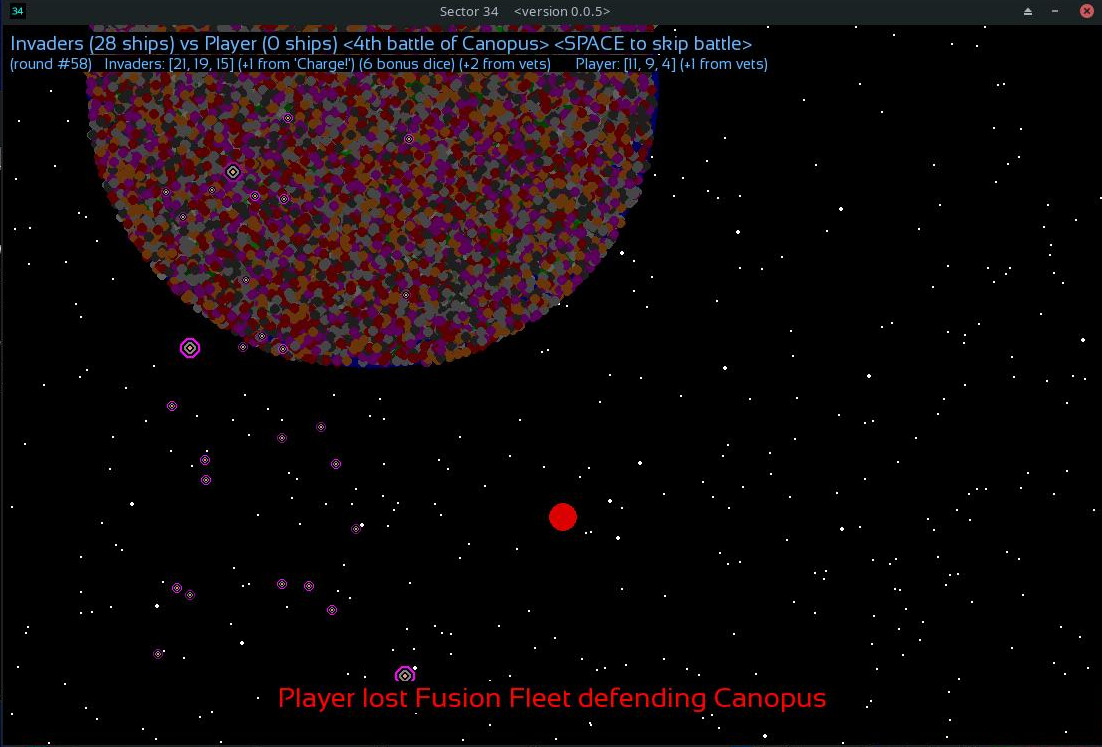 34 Sector 34 <version 0.0.5>
Invaders (28 ships) vs Player (0 ships) <4th battle of Canopus> <SPACE to skip battle>
(round #58) Invaders: [21, 19, 15] (+1 from 'Charge!') (6 bonus dice) (+2 from vets) Player: [11, 9, 4] (+1 from vets)
Player lost Fusion Fleet defending Canopus